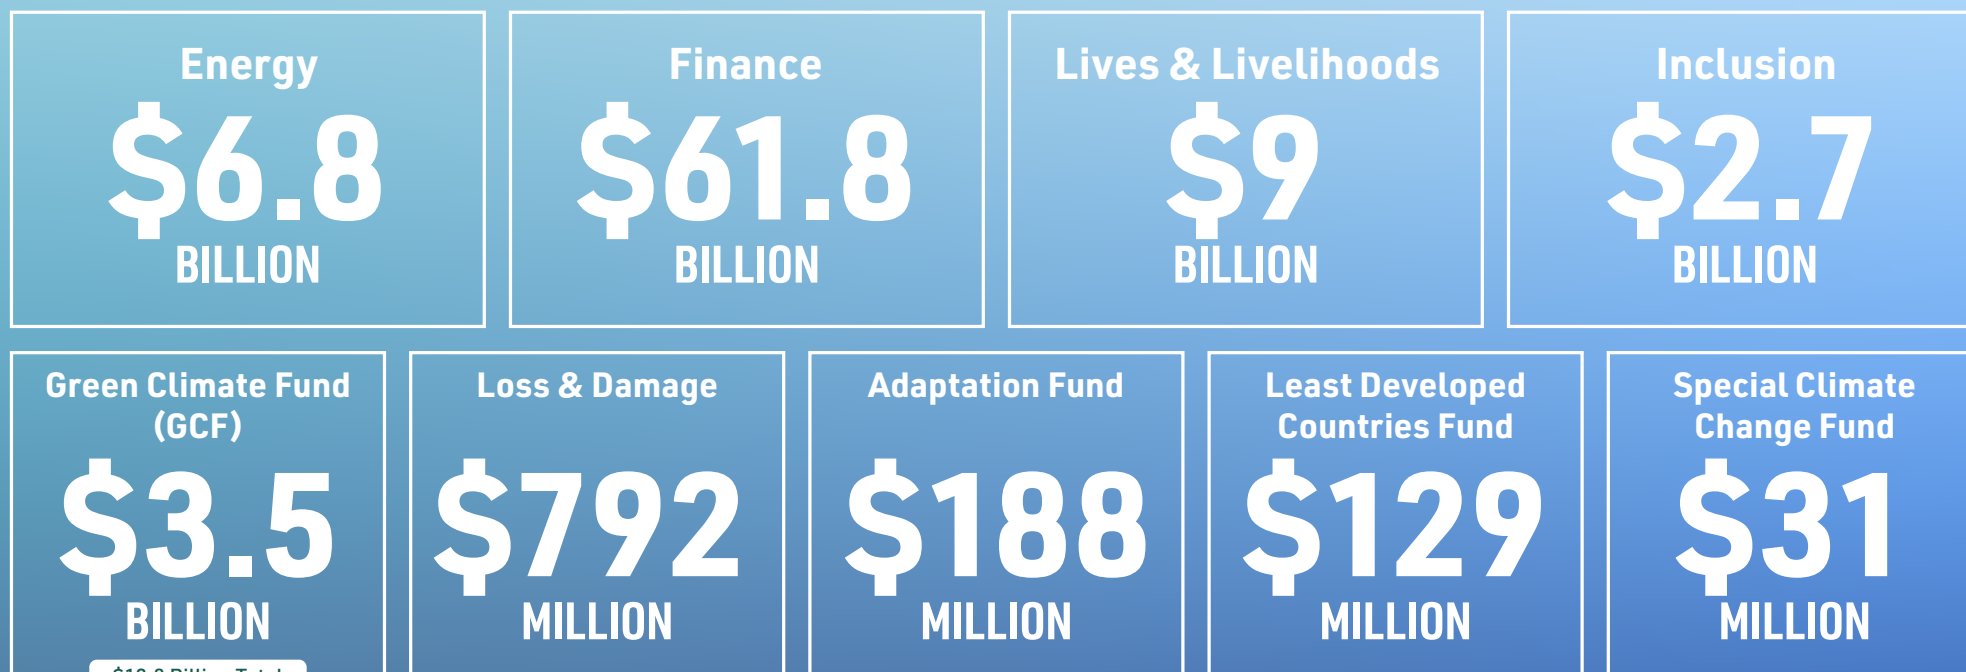 Energy
$6.8
BILLION
Finance
$61.8
BILLION
Lives & Livelihoods
$9
BILLION
Inclusion
$2.7
BILLION
Green Climate Fund
(GCF)
$3.5
BILLION
Loss & Damage
$792
MILLION
Adaptation Fund
$188
MILLION
Least Developed
Countries Fund
$129
MILLION
Special Climate
Change Fund
$31
MILLION